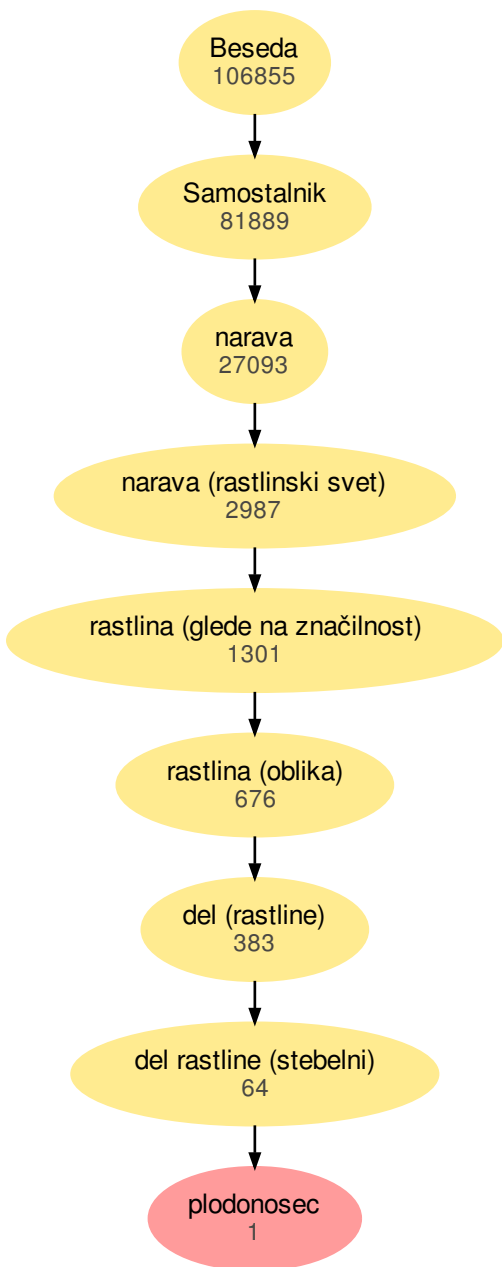 Beseda
106855
Samostalnik
81889
narava
27093
narava (rastlinski svet)
2987
rastlina (glede na značilnost)
1301
rastlina (oblika)
676
del (rastline)
383
del rastline (stebelni)
64
plodonosec
1